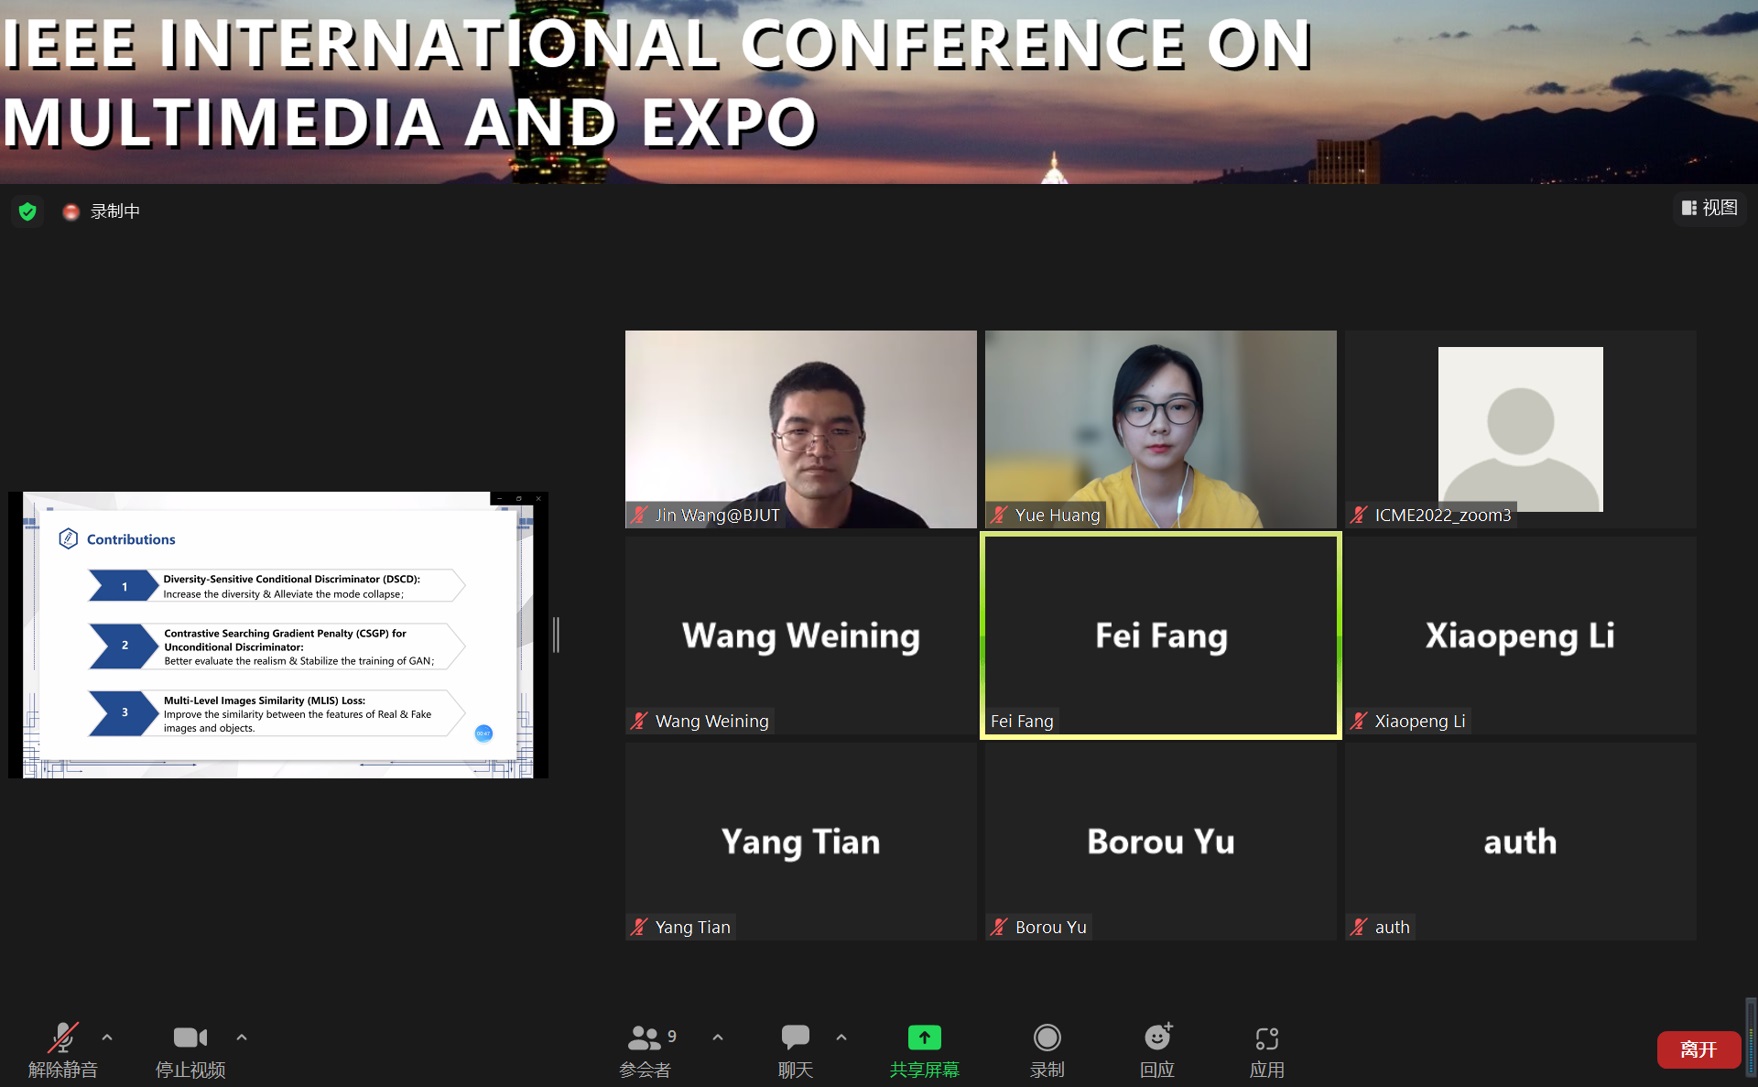 IEEE INTERNATIONAL CONFERENCE ON
MULTIMEDIA AND EXPO
录制中
视图
Contributions
1
Diversity-Sensitive Conditional Discriminator (DSCD):
Increase the diversity & Alleviate the mode collapse;
2
Contrastive Searching Gradient Penalty (CSGP) for
Unconditional Discriminator:
Better evaluate the realism & Stabilize the training of GAN;
3
Multi-Level Images Similarity (MLIS) Loss:
Improve the similarity between the features of Real & Fake
images and objects.
Jin Wang@BJUT
Yue Huang
ICME2022_zoom3
Wang Weining
Wang Weining
Fei Fang
Fei Fang
Xiaopeng Li
Xiaopeng Li
Yang Tian
Yang Tian
Borou Yu
Borou Yu
auth
auth
解除静音
停止视频
9
参会者
聊天
共享屏幕
录制
回应
应用
离开